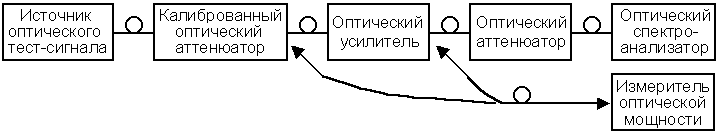 Источник
оптического
тест-сигнала
Калиброванный
оптический
аттенюатор
Оптический
усилитель
Оптический
аттенюатор
Оптический
спектро-
анализатор
Измеритель
оптической
мощности